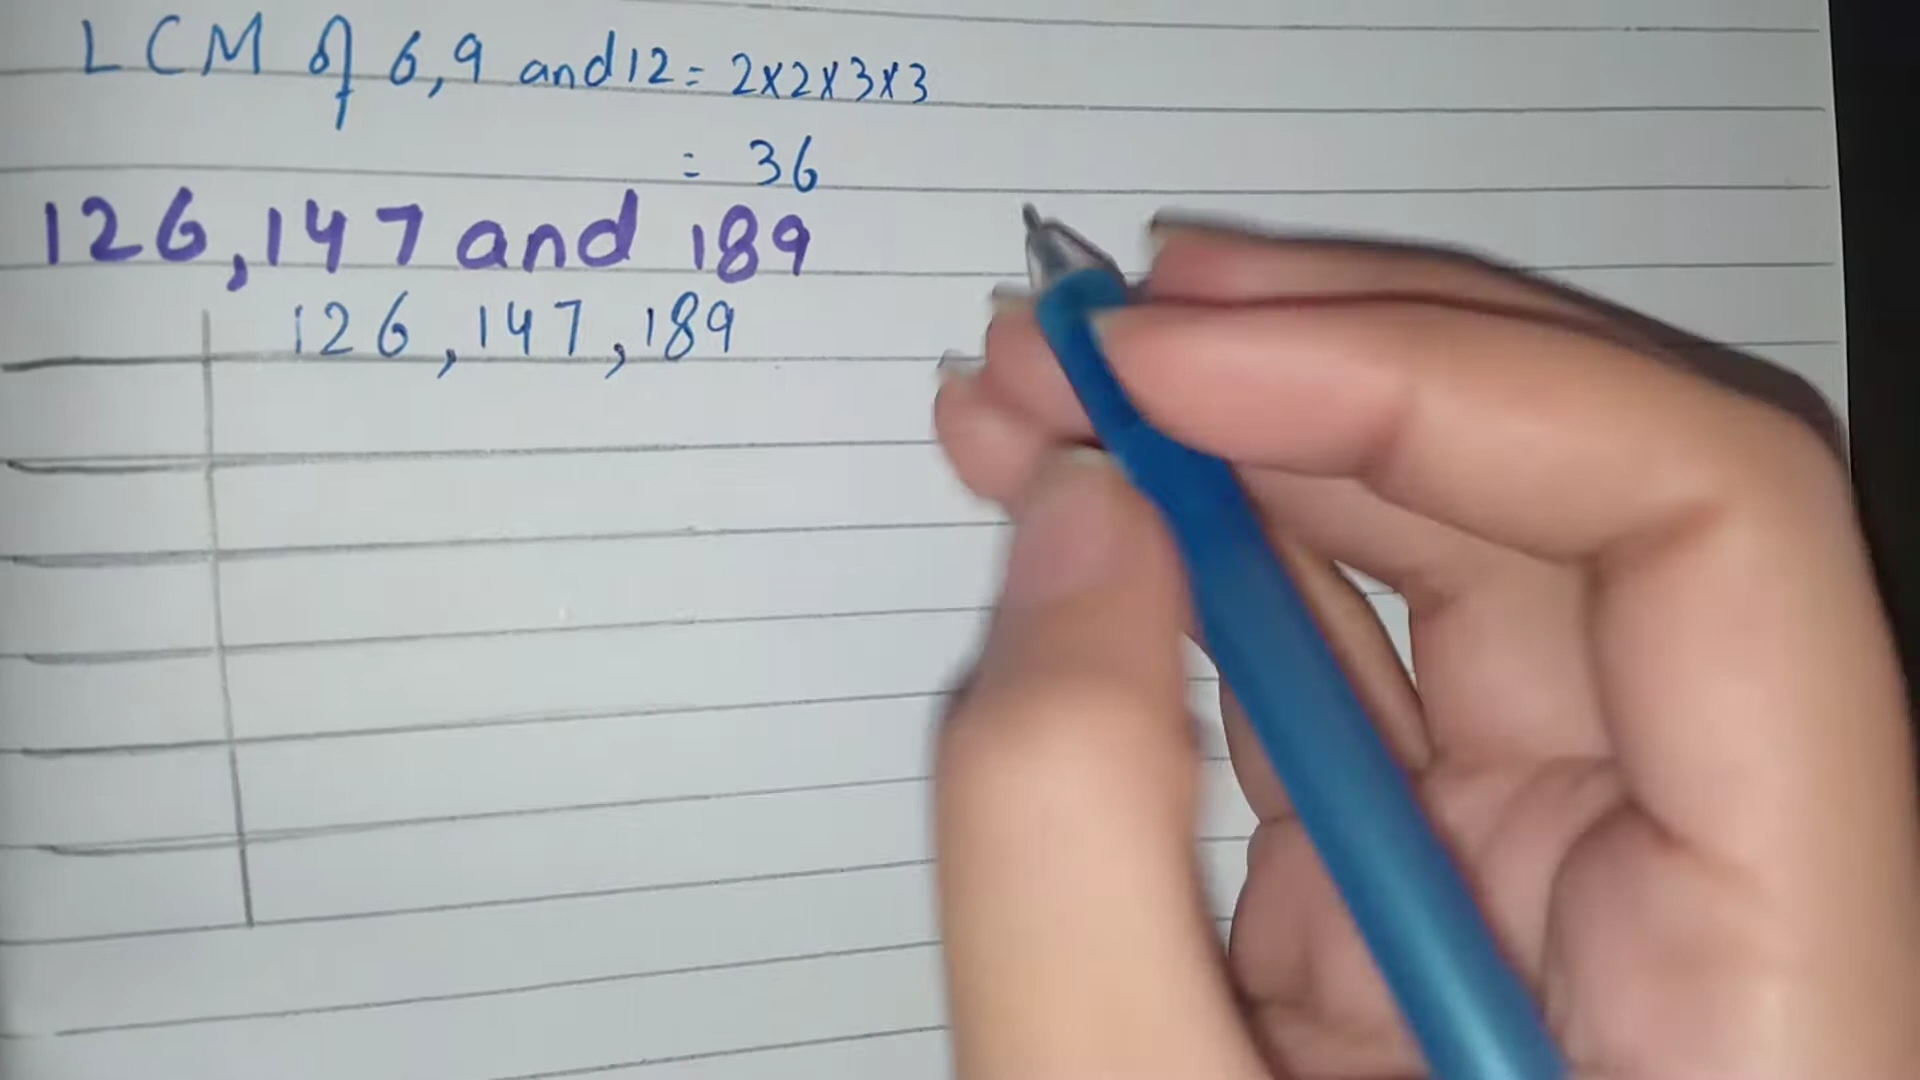 LCM of 6,9 and 12 = 2x2x3x3
= 36
126,147 and 189
126,147,189